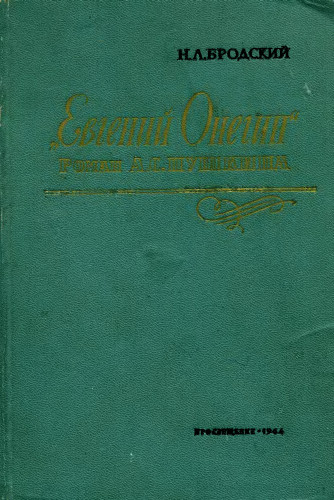 Н.Л.БРОДСКИЙ
„Евгений Онегин"
РОМАН А.С.ПУШКИНА
ПРОСВЕЩЕНИЕ•1964